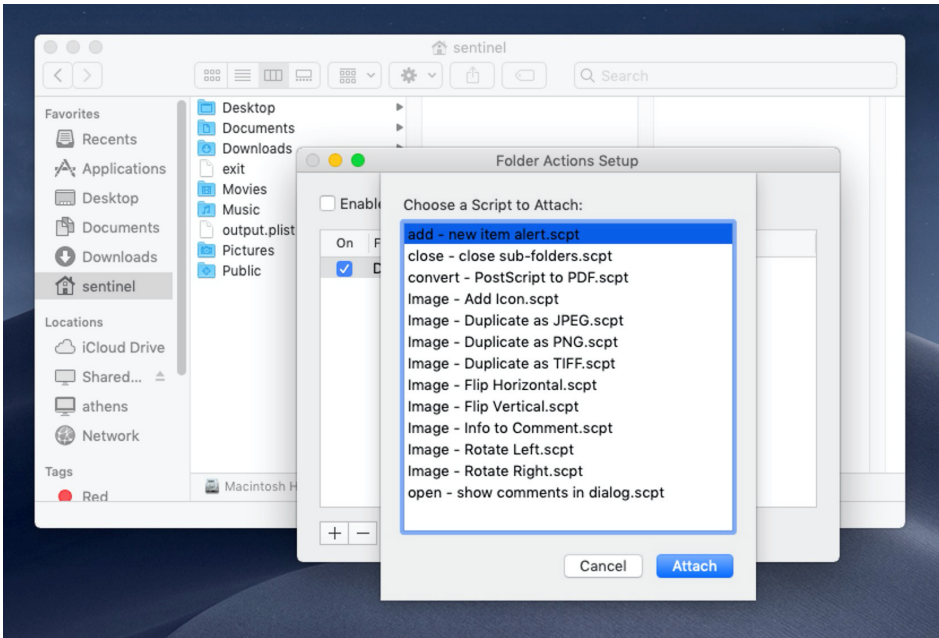 sentinel
Search
Favorites
Recents
Applications
Desktop
Documents
Downloads
sentinel
Locations
iCloud Drive
Shared...
athens
Network
Tags
Red
Desktop
Documents
Downloads
exit
Movies
Music
output.plist
Pictures
Public
Macintosh H
Folder Actions Setup
Enable
On F
D
Choose a Script to Attach:
add - new item alert.scpt
close - close sub-folders.scpt
convert - PostScript to PDF.scpt
Image - Add Icon.scpt
Image - Duplicate as JPEG.scpt
Image - Duplicate as PNG.scpt
Image - Duplicate as TIFF.scpt
Image - Flip Horizontal.scpt
Image - Flip Vertical.scpt
Image - Info to Comment.scpt
Image - Rotate Left.scpt
Image - Rotate Right.scpt
open - show comments in dialog.scpt
Cancel
Attach